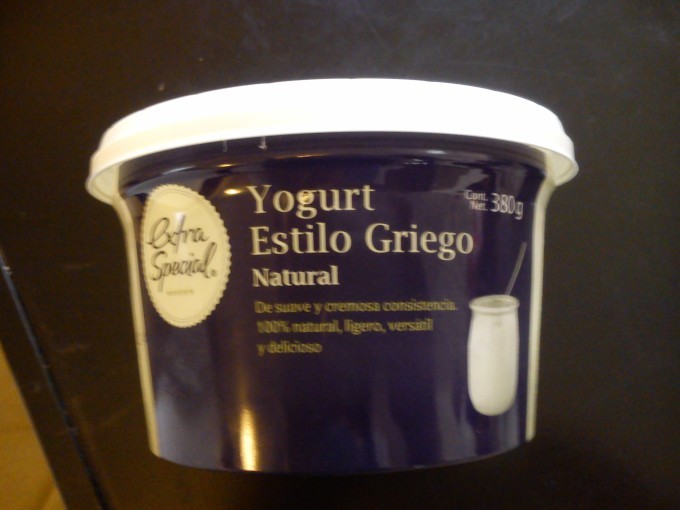 extra
Special®
Yogurt
Estilo Griego
Natural
De suave y cremosa consistencia.
100% natural, ligero, versátil
y delicioso
Cont.
Net. 380g